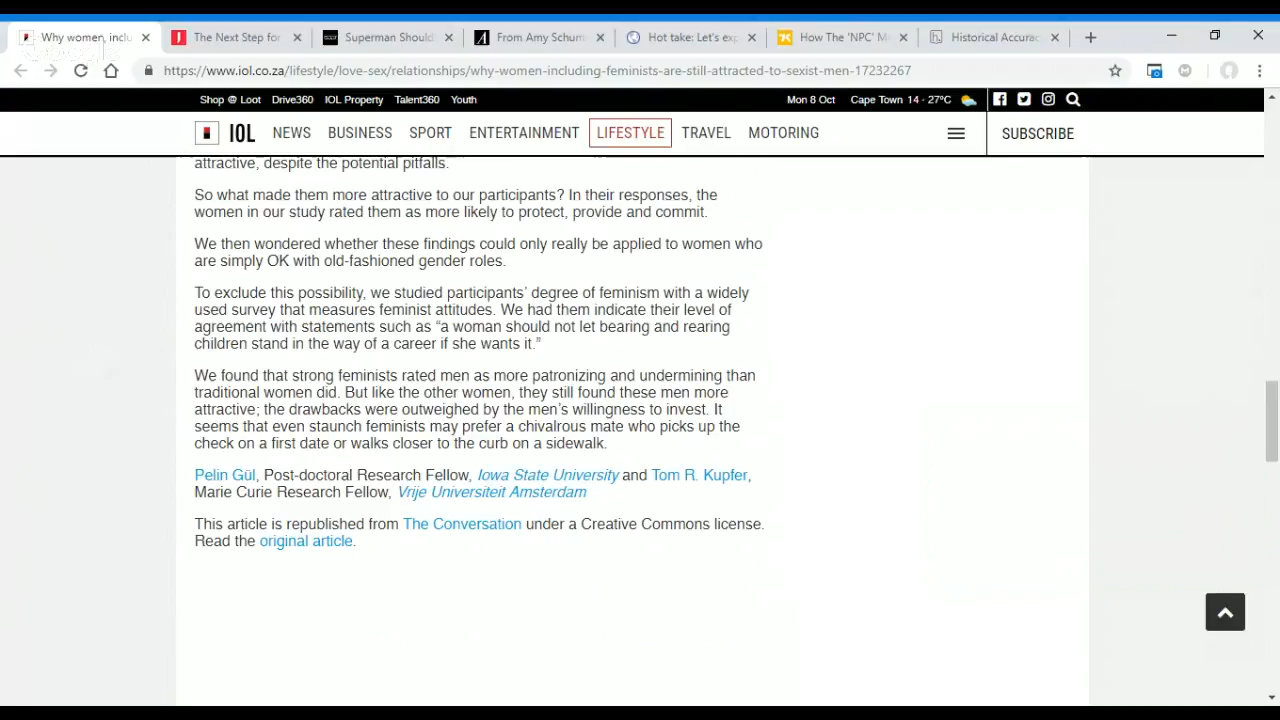 Why women, inclu
The Next Step for
Superman Should
From Amy Schum
Hot take: Let's exp
How The 'NPC' M
Historical Accurac
https://www.iol.co.za/lifestyle/love-sex/relationships/why-women-including-feminists-are-still-attracted-to-sexist-men-17232267
Shop @ Loot Drive360 IOL Property Talent360 Youth
Mon 8 Oct Cape Town 14 - 27°C
IOL NEWS BUSINESS SPORT ENTERTAINMENT LIFESTYLE TRAVEL MOTORING SUBSCRIBE
attractive, despite the potential pitfalls.
So what made them more attractive to our participants? In their responses, the
women in our study rated them as more likely to protect, provide and commit.
We then wondered whether these findings could only really be applied to women who
are simply OK with old-fashioned gender roles.
To exclude this possibility, we studied participants' degree of feminism with a widely
used survey that measures feminist attitudes. We had them indicate their level of
agreement with statements such as “a woman should not let bearing and rearing
children stand in the way of a career if she wants it.”
We found that strong feminists rated men as more patronizing and undermining than
traditional women did. But like the other women, they still found these men more
attractive; the drawbacks were outweighed by the men’s willingness to invest. It
seems that even staunch feminists may prefer a chivalrous mate who picks up the
check on a first date or walks closer to the curb on a sidewalk.
Pelin Gül, Post-doctoral Research Fellow, Iowa State University and Tom R. Kupfer,
Marie Curie Research Fellow, Vrije Universiteit Amsterdam
This article is republished from The Conversation under a Creative Commons license.
Read the original article.